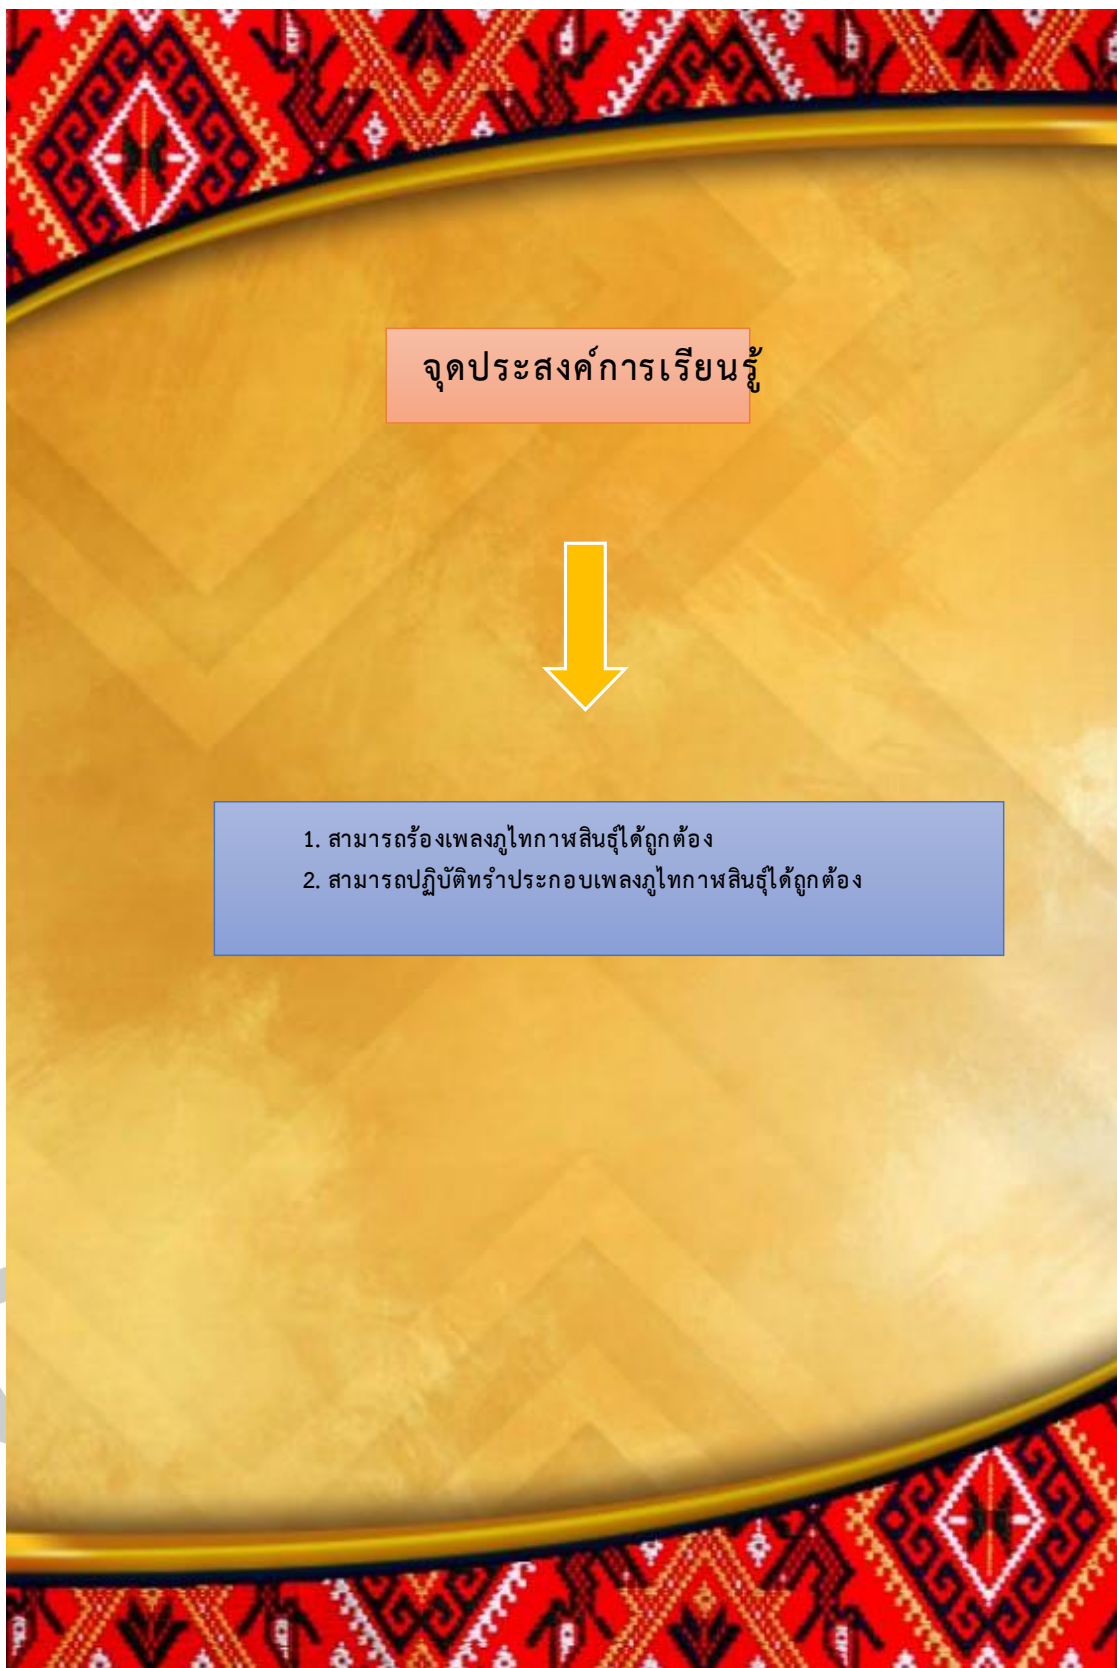 จุดประสงค์การเรียนรู้
1. สามารถร้องเพลงภูไทกาฬสินธุ์ได้ถูกต้อง
2. สามารถปฏิบัติทรำประกอบเพลงภูไทกาฬสินธุ์ได้ถูกต้อง